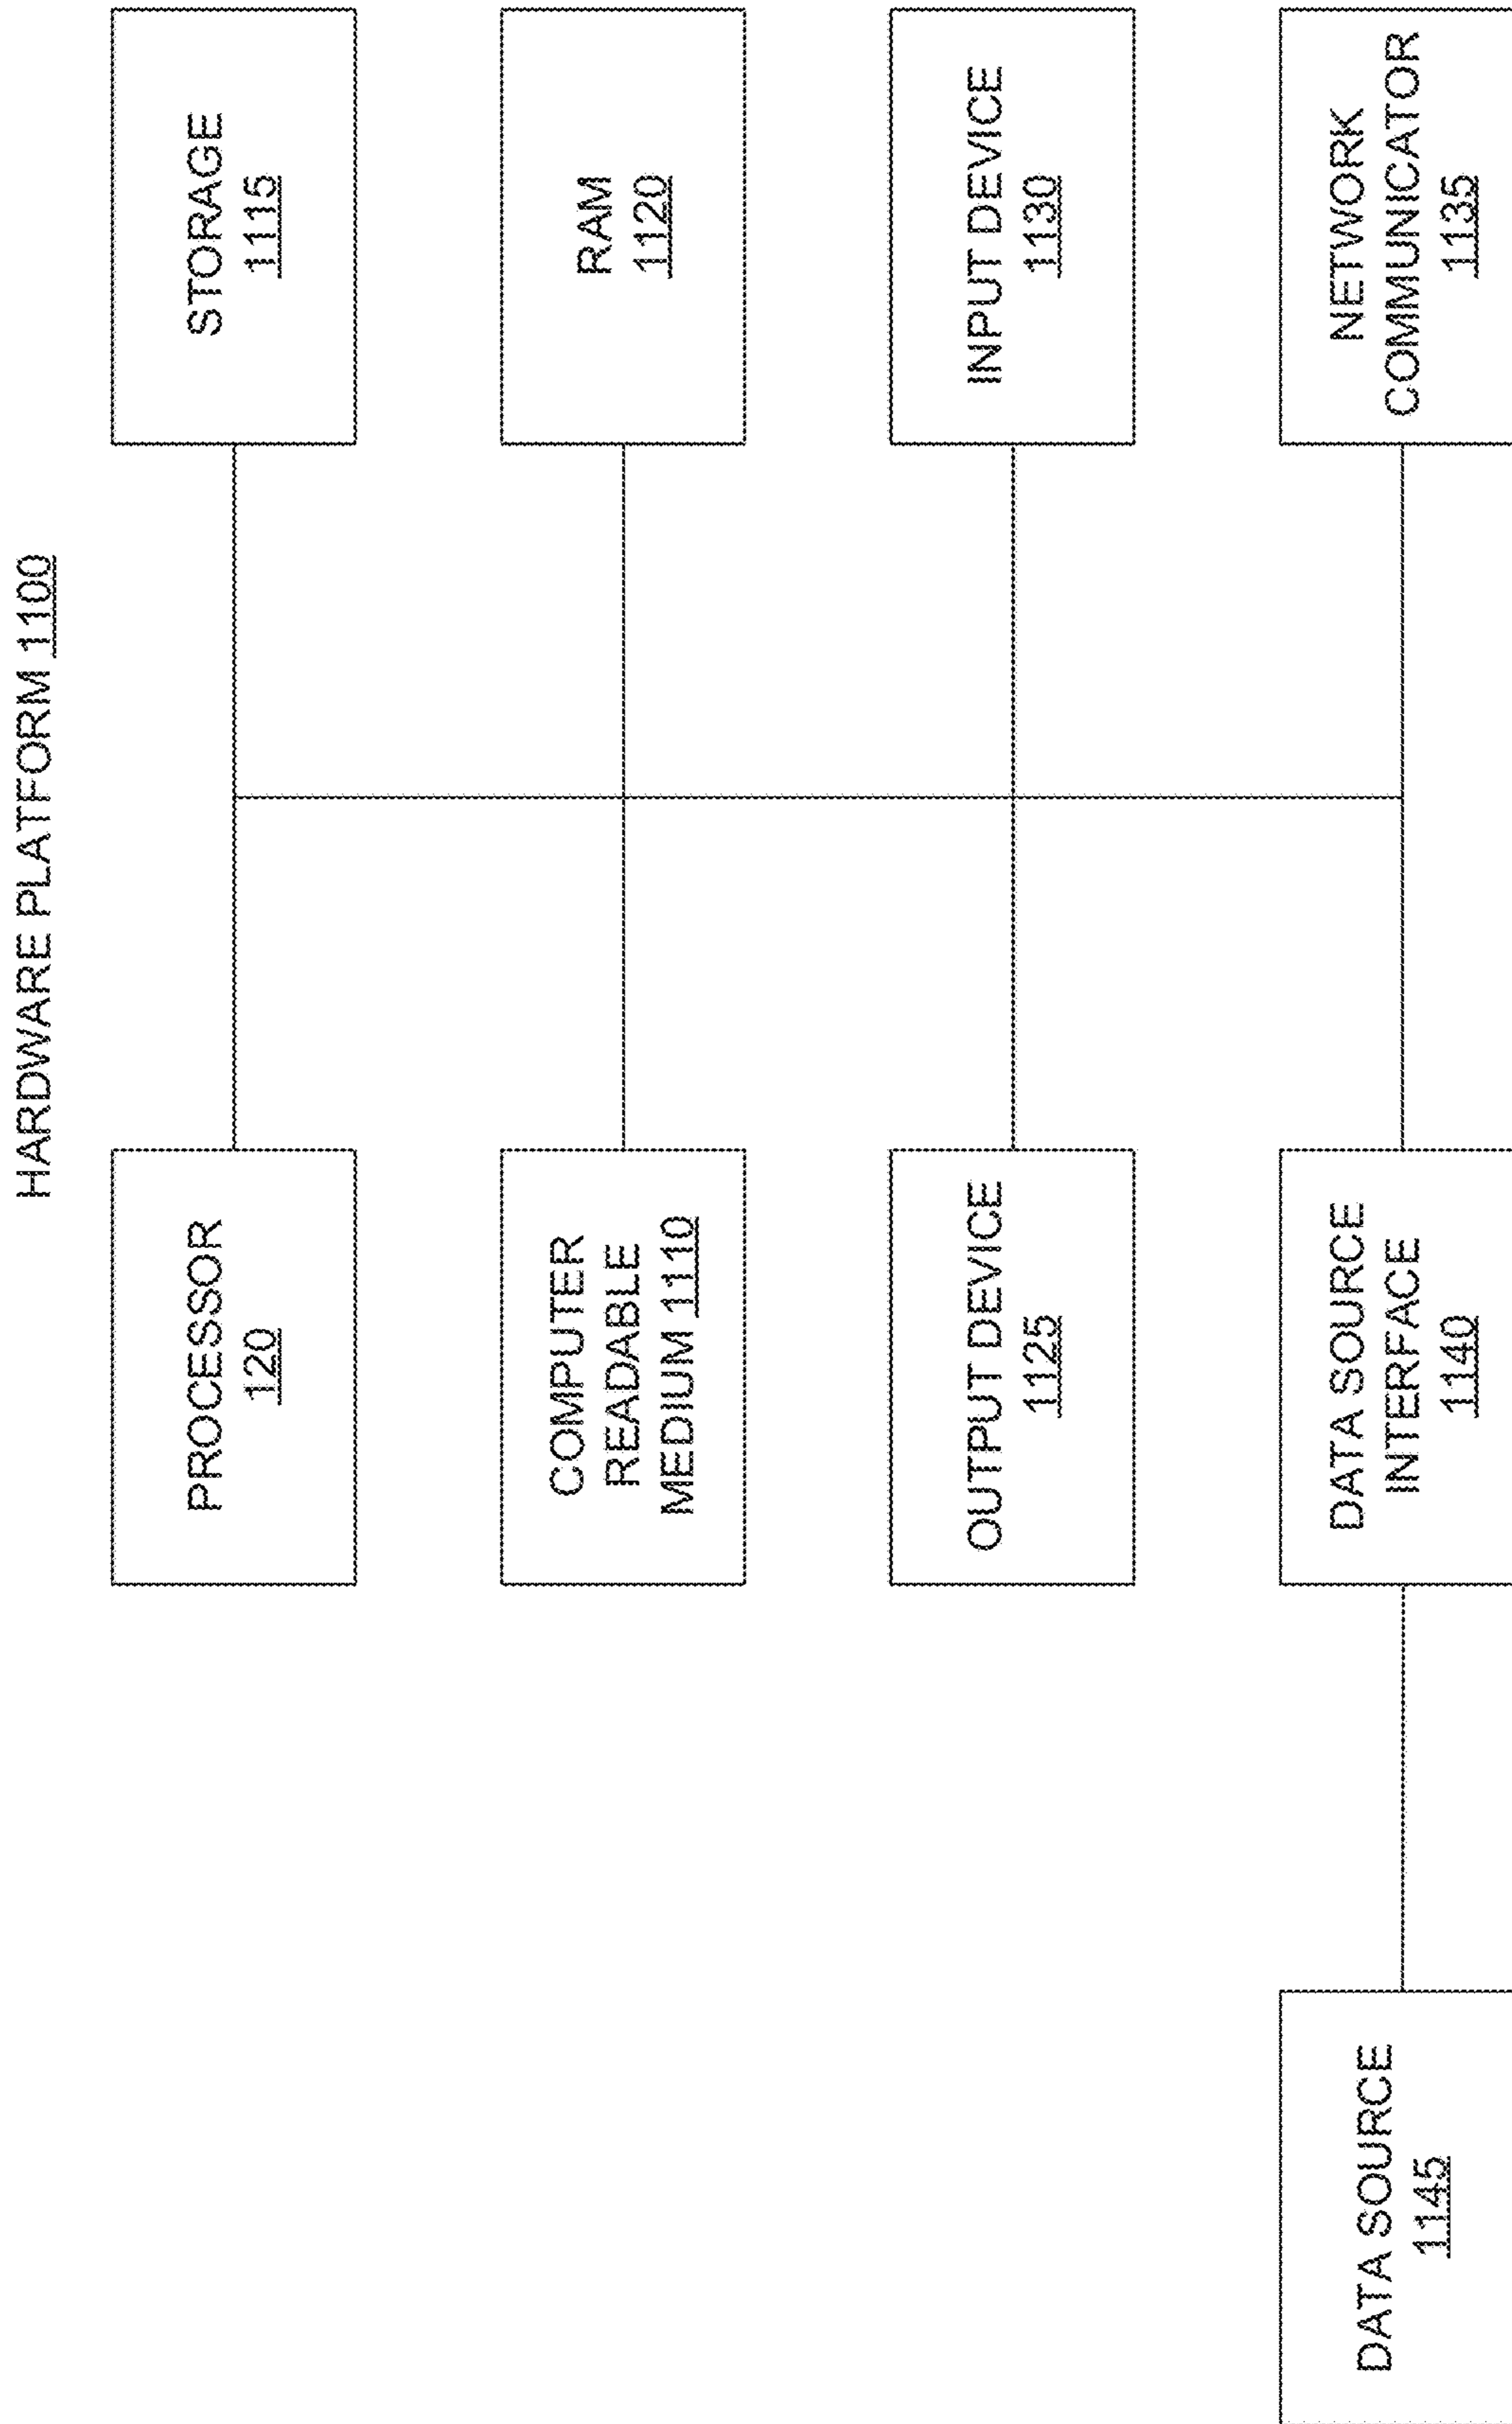 HARDWARE PLATFORM 1100
PROCESSOR
120
STORAGE
1115
COMPUTER
READABLE
MEDIUM 1110
RAM
1120
OUTPUT DEVICE
1125
INPUT DEVICE
1130
DATA SOURCE
1145
DATA SOURCE
INTERFACE
1140
NETWORK
COMMUNICATOR
1135